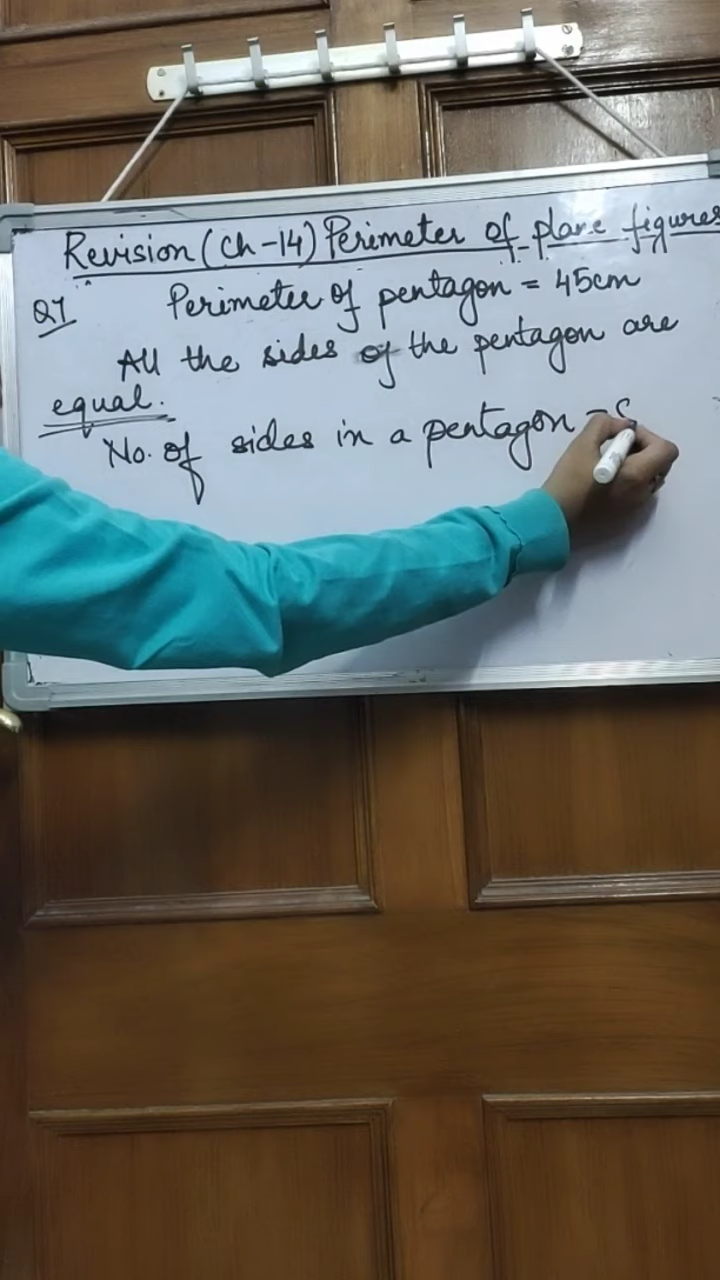 Revision (Ch-14) Perimeter of plane figures
Q7 Perimeter of pentagon = 45cm
All the sides of the pentagon are
equal.
No. of sides in a pentagon =